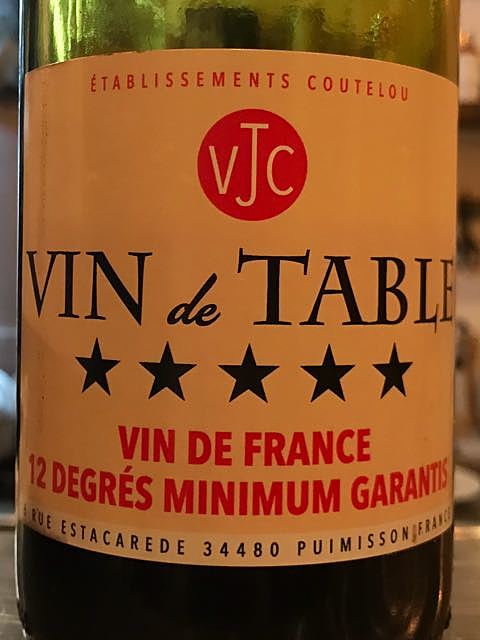 ÉTABLISSEMENTS COUTELOU
VJC
VIN de TABLE
VIN DE FRANCE
12 DEGRÉS MINIMUM GARANTIS
RUE ESTACAREDE 34480 PUIMISSON FRANCE